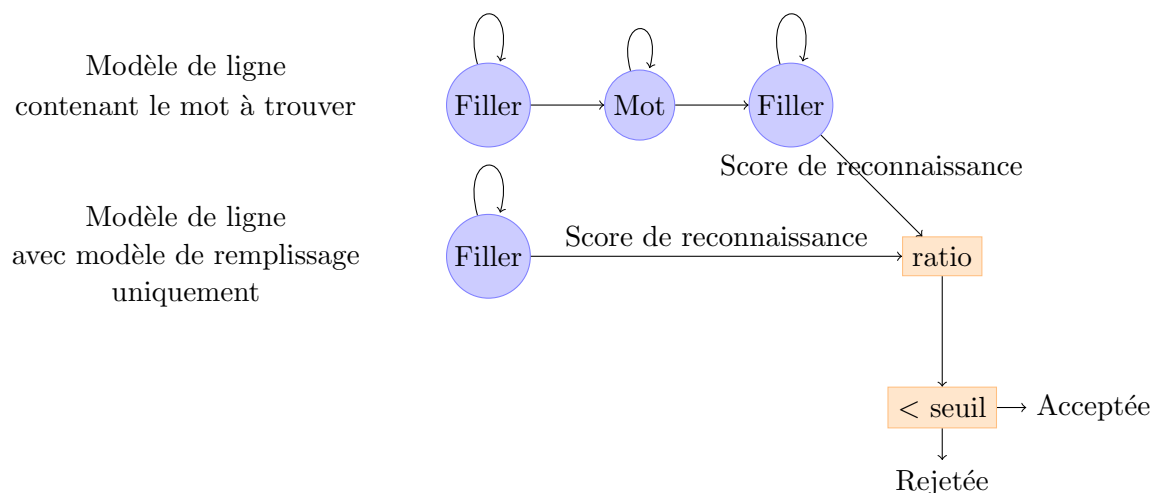 Modèle de ligne
contenant le mot à trouver
Filler
Mot
Filler
Score de reconnaissance
Modèle de ligne
avec modèle de remplissage
uniquement
Filler
Score de reconnaissance
ratio
< seuil
Acceptée
Rejetée